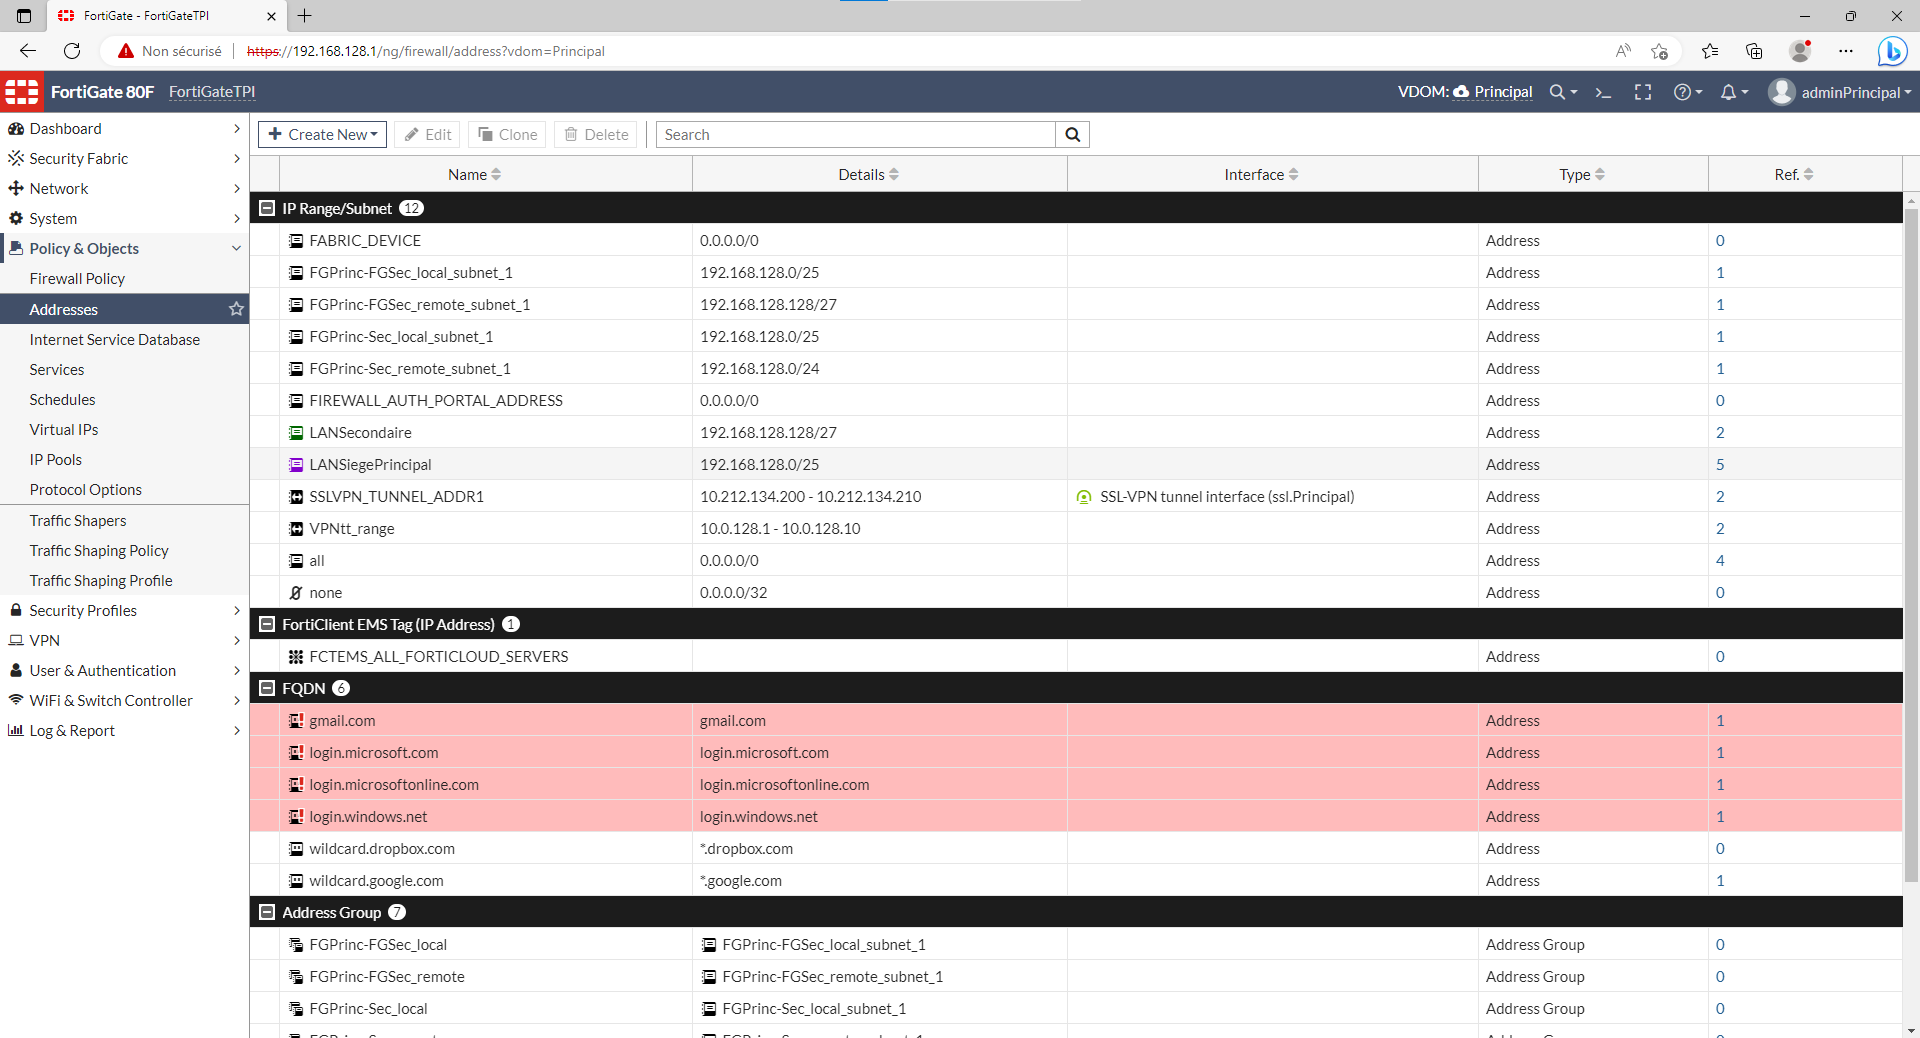 FortiGate - FortiGateTPI
Non sécurisé
https://192.168.128.1/ng/firewall/address?vdom=Principal
FortiGate 80F FortiGateTPI VDOM: Principal adminPrincipal
Dashboard
Security Fabric
Network
System
Policy & Objects
Firewall Policy
Addresses
Internet Service Database
Services
Schedules
Virtual IPs
IP Pools
Protocol Options
Traffic Shapers
Traffic Shaping Policy
Traffic Shaping Profile
Security Profiles
VPN
User & Authentication
WiFi & Switch Controller
Log & Report
Create New Edit Clone Delete Search
Name Details Interface Type Ref.
IP Range/Subnet 12
FABRIC_DEVICE 0.0.0.0/0 Address 0
FGPrinc-FGSec_local_subnet_1 192.168.128.0/25 Address 1
FGPrinc-FGSec_remote_subnet_1 192.168.128.128/27 Address 1
FGPrinc-Sec_local_subnet_1 192.168.128.0/25 Address 1
FGPrinc-Sec_remote_subnet_1 192.168.128.0/24 Address 1
FIREWALL_AUTH_PORTAL_ADDRESS 0.0.0.0/0 Address 0
LANSecondaire 192.168.128.128/27 Address 2
LANSiegePrincipal 192.168.128.0/25 Address 5
SSLVPN_TUNNEL_ADDR1 10.212.134.200 - 10.212.134.210 SSL-VPN tunnel interface (ssl.Principal) Address 2
VPNtt_range 10.0.128.1 - 10.0.128.10 Address 2
all 0.0.0.0/0 Address 4
none 0.0.0.0/32 Address 0
FortiClient EMS Tag (IP Address) 1
FCTEMS_ALL_FORTICLOUD_SERVERS Address 0
FQDN 6
gmail.com gmail.com Address 1
login.microsoft.com login.microsoft.com Address 1
login.microsoftonline.com login.microsoftonline.com Address 1
login.windows.net login.windows.net Address 1
wildcard.dropbox.com *.dropbox.com Address 0
wildcard.google.com *.google.com Address 1
Address Group 7
FGPrinc-FGSec_local FGPrinc-FGSec_local_subnet_1 Address Group 0
FGPrinc-FGSec_remote FGPrinc-FGSec_remote_subnet_1 Address Group 0
FGPrinc-Sec_local FGPrinc-Sec_local_subnet_1 Address Group 0